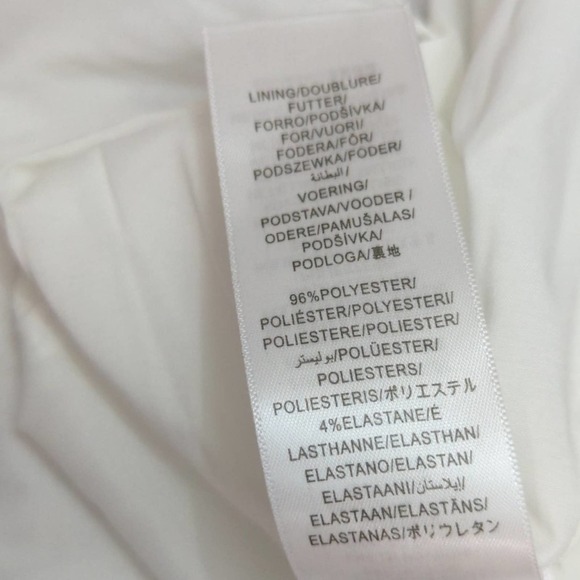 LINING/DOUBLURE/
FUTTER/
FORRO/PODŠÍVKA/
FOR/VUORI/
FODERA/FÔR/
PODSZEWKA/FODER/
البطانة/
VOERING/
PODSTAVA/VOODER /
ODERE/PAMUŠALAS/
PODŠÍVKA/
PODLOGA/裏地
96%POLYESTER/
POLIÉSTER/POLYESTERI/
POLIESTERE/POLIESTER/
بوليستر/POLÜESTER/
POLIESTERS/
POLIESTERIS/ポリエステル
4%ELASTANE/É
LASTHANNE/ELASTHAN/
ELASTANO/ELASTAN/
ELASTAANI/إيلاستان/
ELASTAAN/ELASTĀNS/
ELASTANAS/ポリウレタン